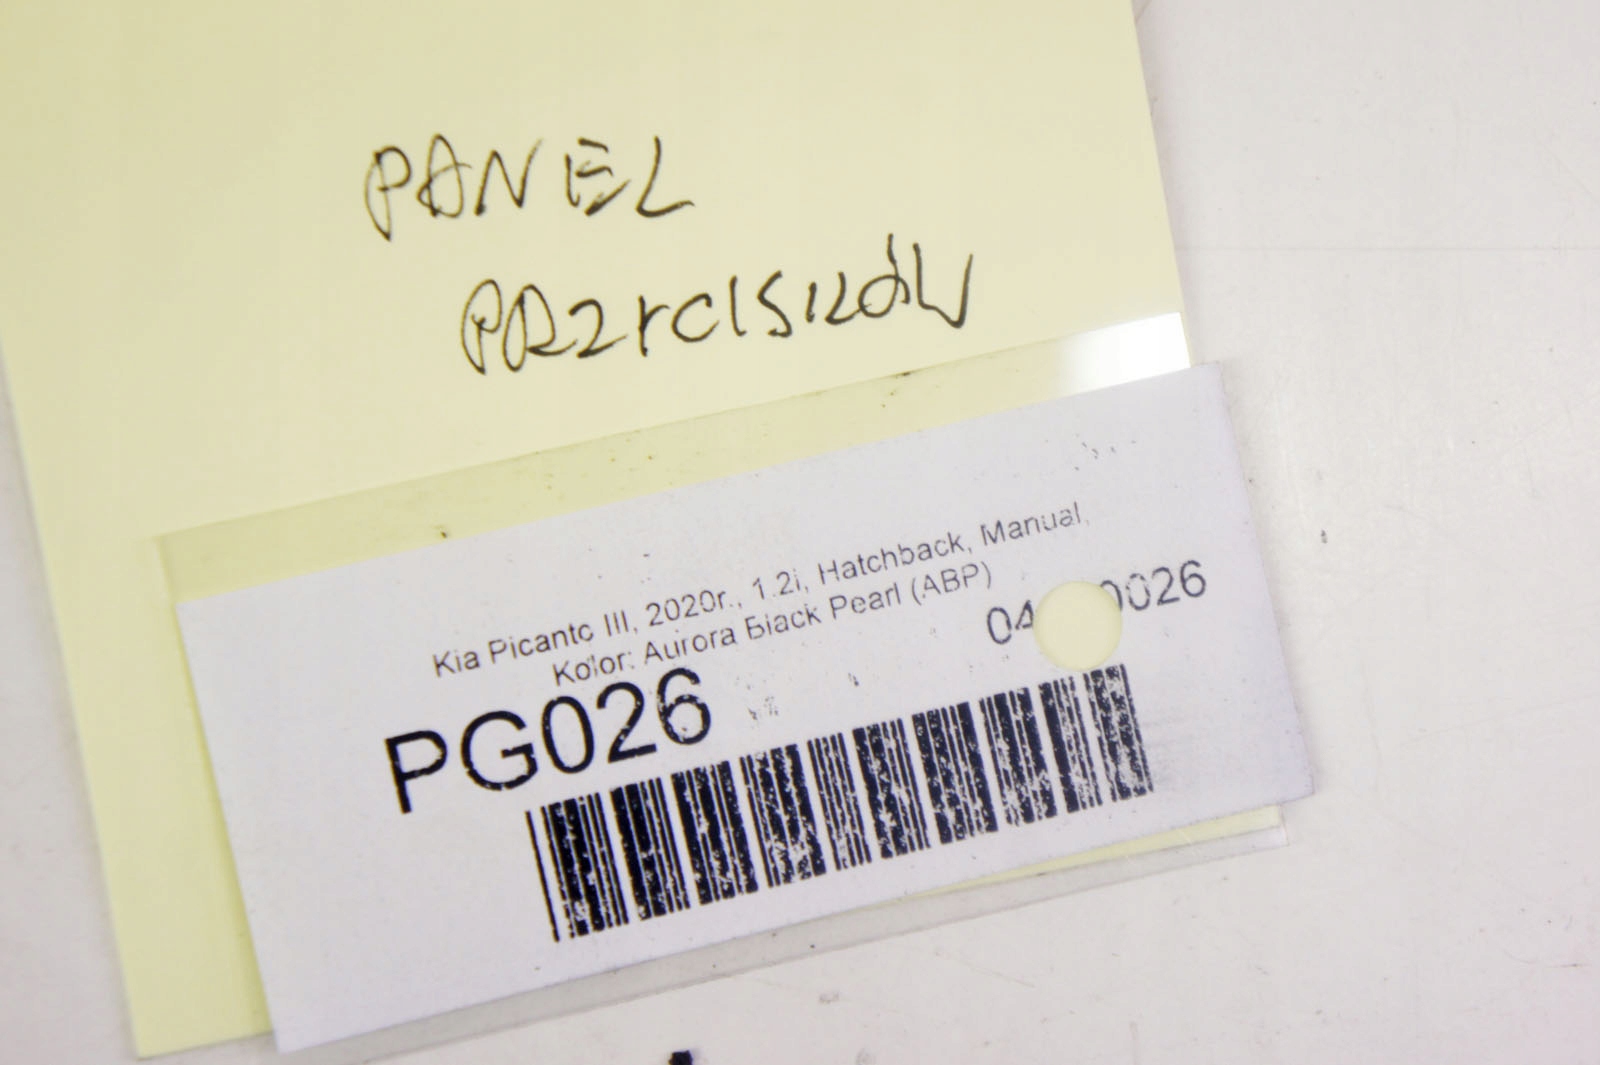 PANEL
PRZYCISKÓW
Kia Picanto III, 2020r., 1.2i, Hatchback, Manual,
Kolor: Aurora Black Pearl (ABP)
PG026